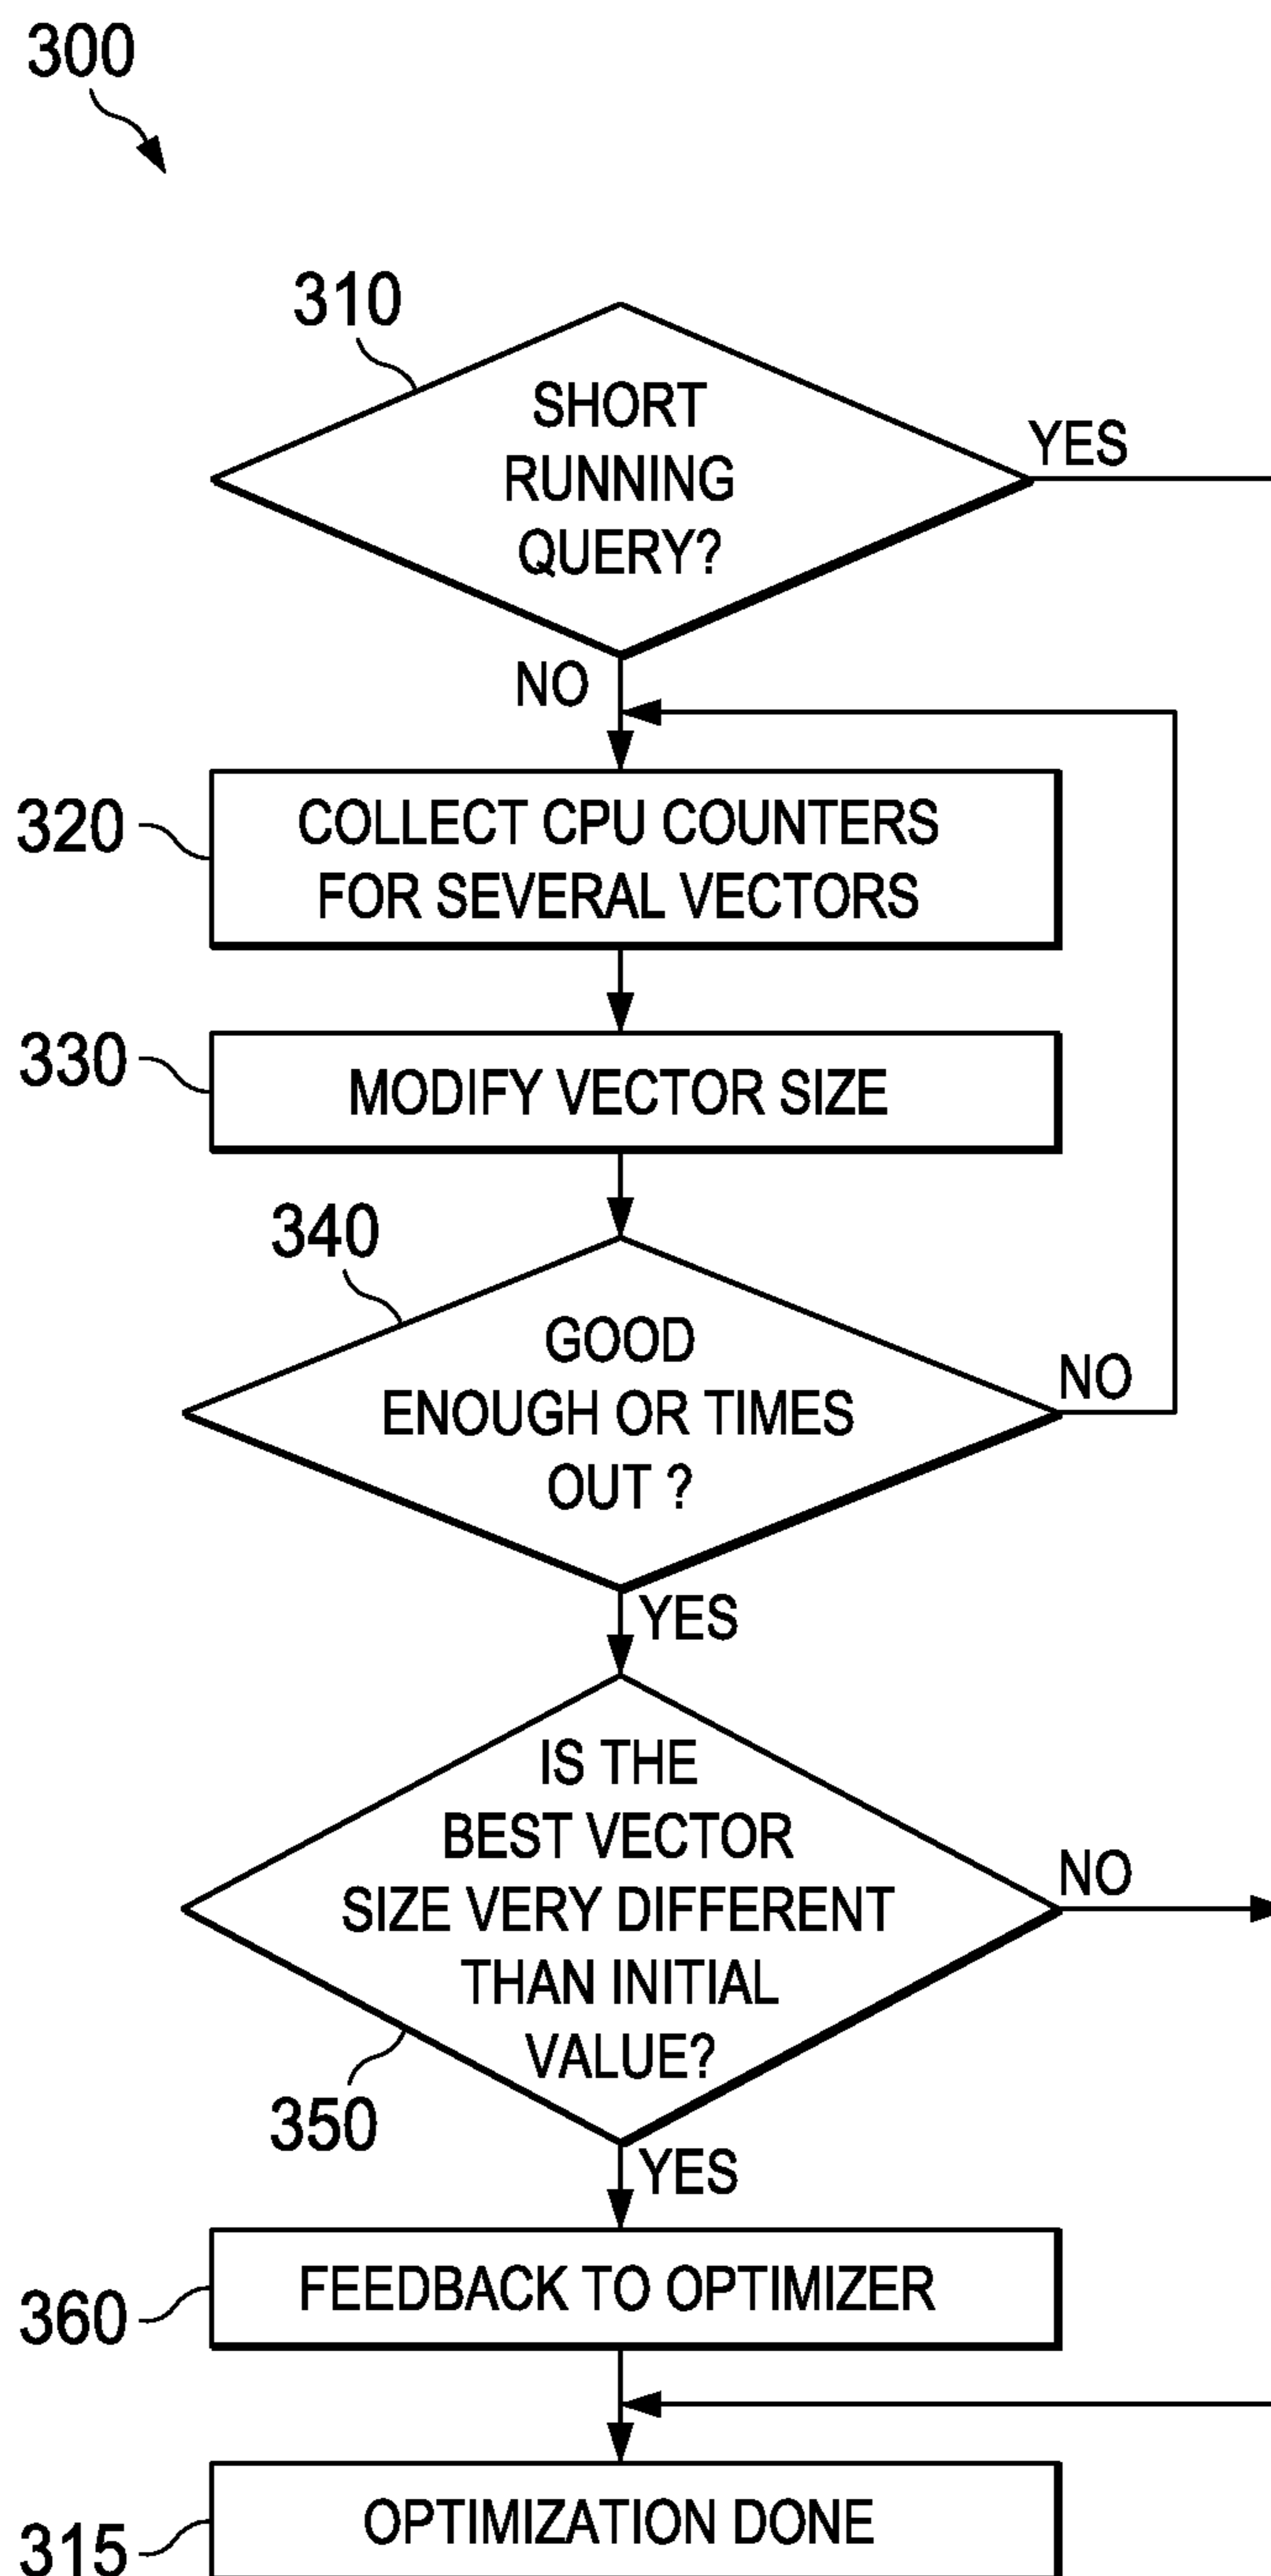 300
310
SHORT
RUNNING
QUERY?
YES
NO
320
COLLECT CPU COUNTERS
FOR SEVERAL VECTORS
330
MODIFY VECTOR SIZE
340
GOOD
ENOUGH OR TIMES
OUT ?
NO
YES
IS THE
BEST VECTOR
SIZE VERY DIFFERENT
THAN INITIAL
VALUE?
NO
350
YES
360
FEEDBACK TO OPTIMIZER
315
OPTIMIZATION DONE